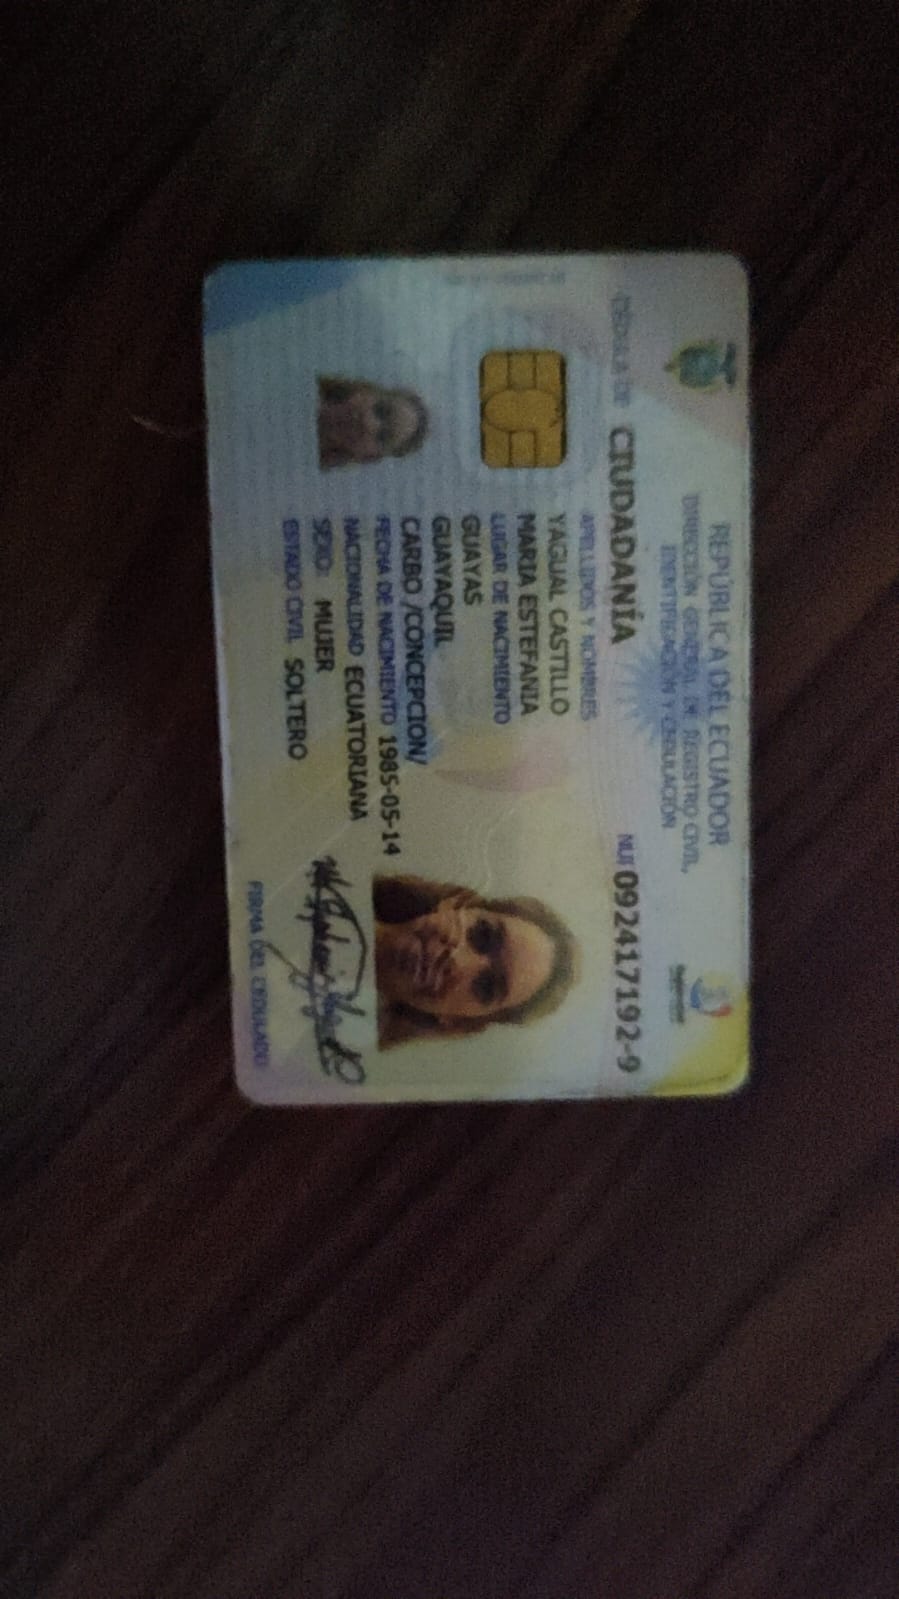 REPÚBLICA DEL ECUADOR
DIRECCIÓN GENERAL DE REGISTRO CIVIL,
IDENTIFICACIÓN Y CEDULACIÓN
CÉDULA DE CIUDADANÍA
NUI 092417192-9
APELLIDOS Y NOMBRES
YAGUAL CASTILLO
MARIA ESTEFANIA
LUGAR DE NACIMIENTO
GUAYAS
GUAYAQUIL
CARBO /CONCEPCION/
FECHA DE NACIMIENTO 1985-05-14
NACIONALIDAD ECUATORIANA
SEXO: MUJER
ESTADO CIVIL SOLTERO
FIRMA DEL CEDULADO